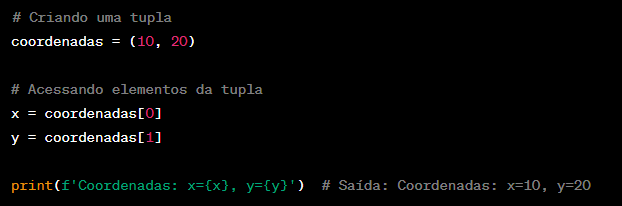 # Criando uma tupla
coordenadas = (10, 20)
# Acessando elementos da tupla
x = coordenadas[0]
y = coordenadas[1]
print(f'Coordenadas: x={x}, y={y}')  # Saída: Coordenadas: x=10, y=20